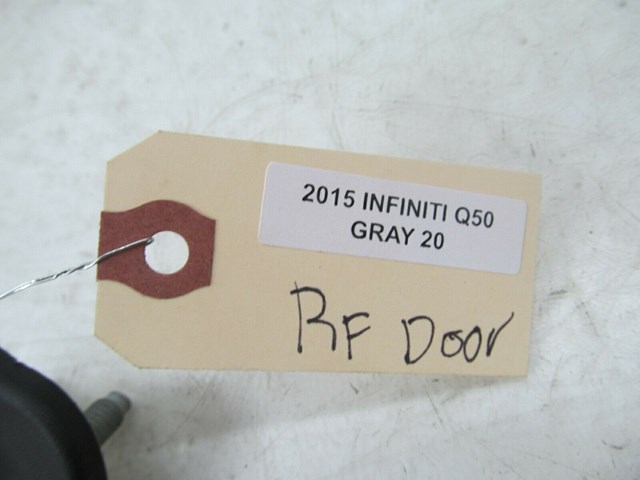 2015 INFINITI Q50
GRAY 20
RF Door